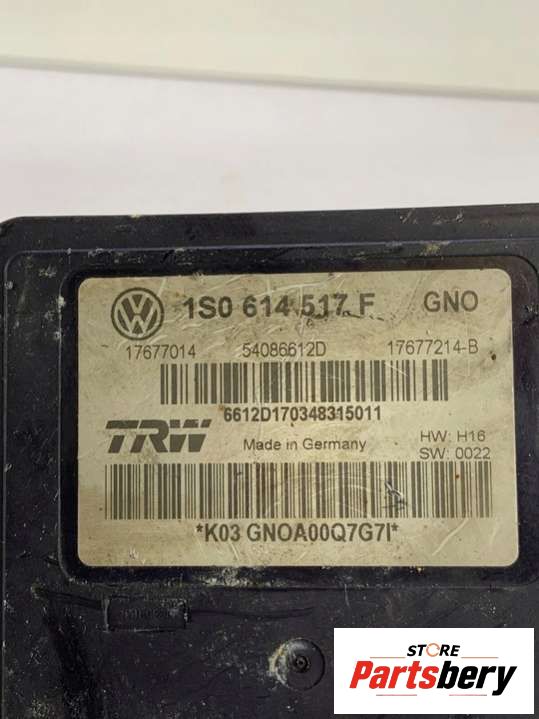 1S0 614 517 F GNO
17677014 54086612D 17677214-B
6612D170348315011
TRW Made in Germany HW: H16
SW: 0022
*K03 GNOA00Q7G7I*
STORE
Partsbery